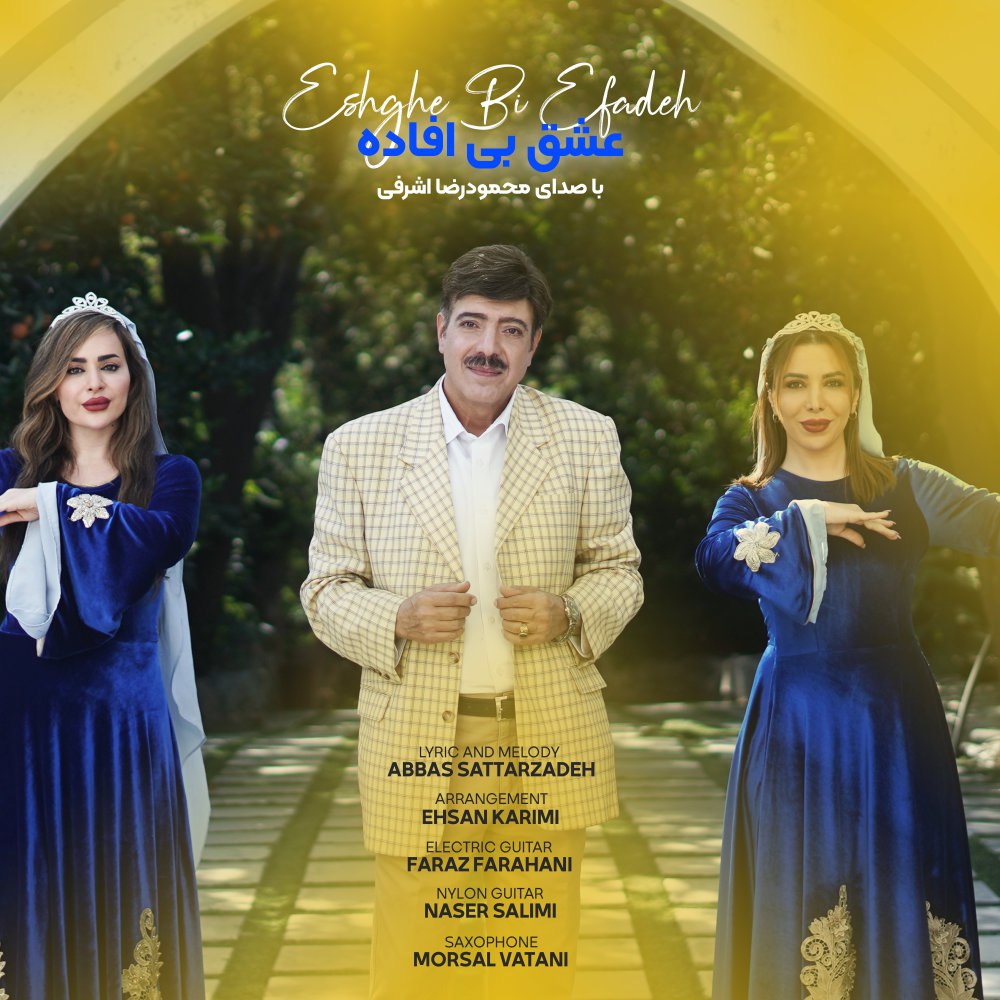 Eshghe Bi Efadeh
عشق بی افاده
با صدای محمودرضا اشرفی
LYRIC AND MELODY
ABBAS SATTARZADEH
ARRANGEMENT
EHSAN KARIMI
ELECTRIC GUITAR
FARAZ FARAHANI
NYLON GUITAR
NASER SALIMI
SAXOPHONE
MORSAL VATANI